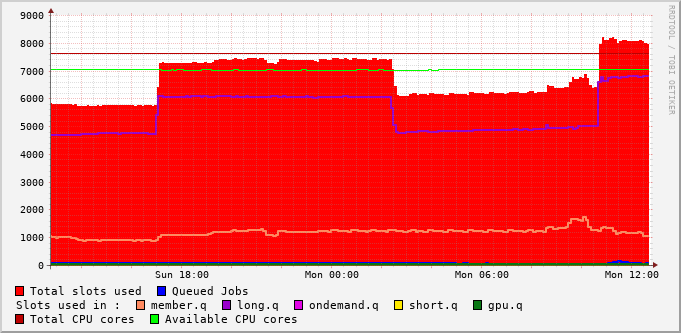 9000
8000
7000
6000
5000
4000
3000
2000
1000
0
Sun 18:00 Mon 00:00 Mon 06:00 Mon 12:00
RRDTOOL / TOBI OETIKER
Total slots used Queued Jobs
Slots used in : member.q long.q ondemand.q short.q gpu.q
Total CPU cores Available CPU cores